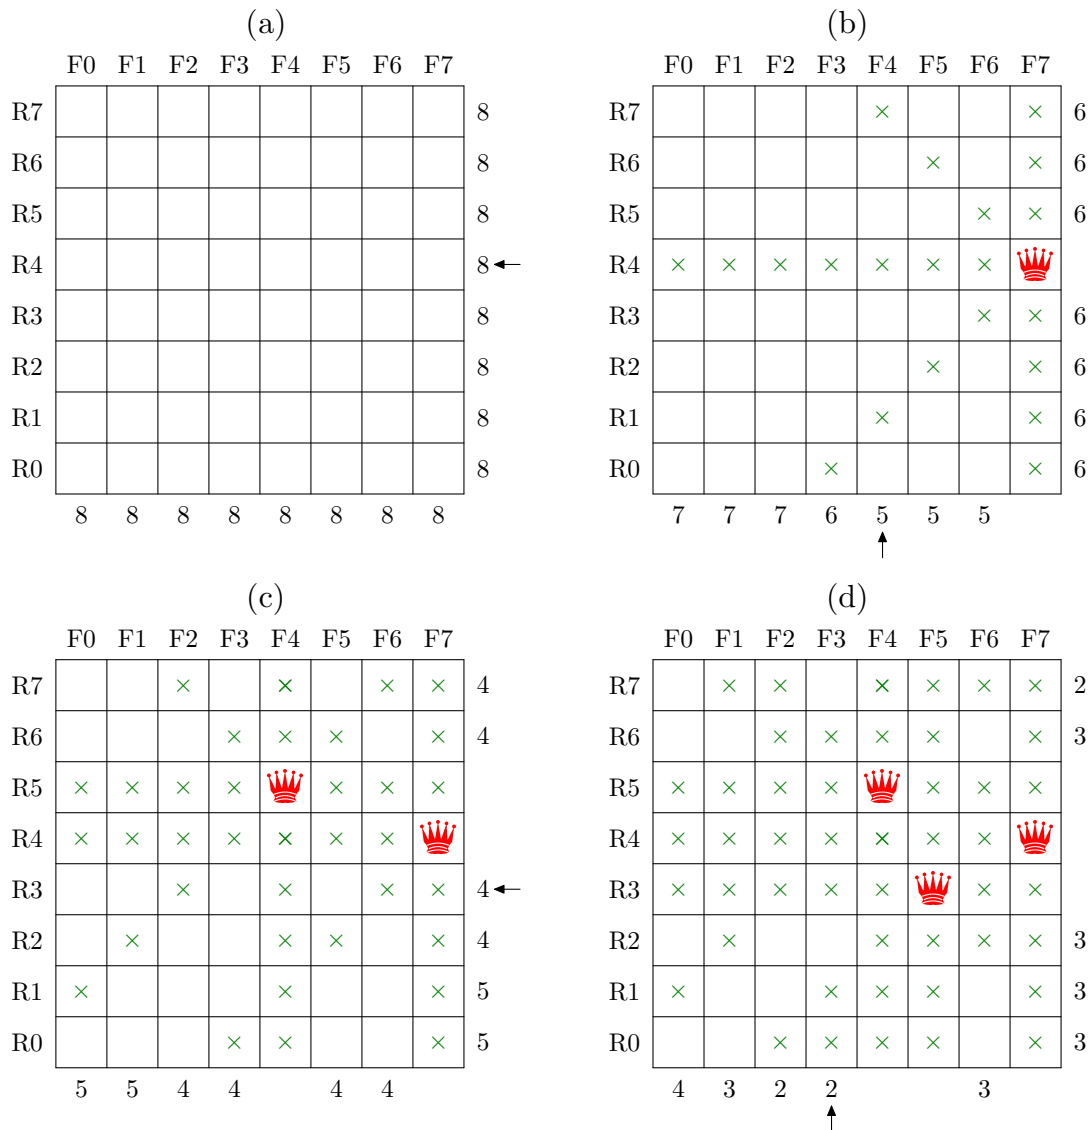 (a)
F0 F1 F2 F3 F4 F5 F6 F7
R7 8
R6 8
R5 8
R4 8
R3 8
R2 8
R1 8
R0 8
8 8 8 8 8 8 8 8
(b)
F0 F1 F2 F3 F4 F5 F6 F7
R7 6
R6 6
R5 6
R4
R3 6
R2 6
R1 6
R0 6
7 7 7 6 5 5 5
(c)
F0 F1 F2 F3 F4 F5 F6 F7
R7 4
R6 4
R5
R4
R3 4
R2 4
R1 5
R0 5
5 5 4 4 4 4
(d)
F0 F1 F2 F3 F4 F5 F6 F7
R7 2
R6 3
R5
R4
R3
R2 3
R1 3
R0 3
4 3 2 2 3